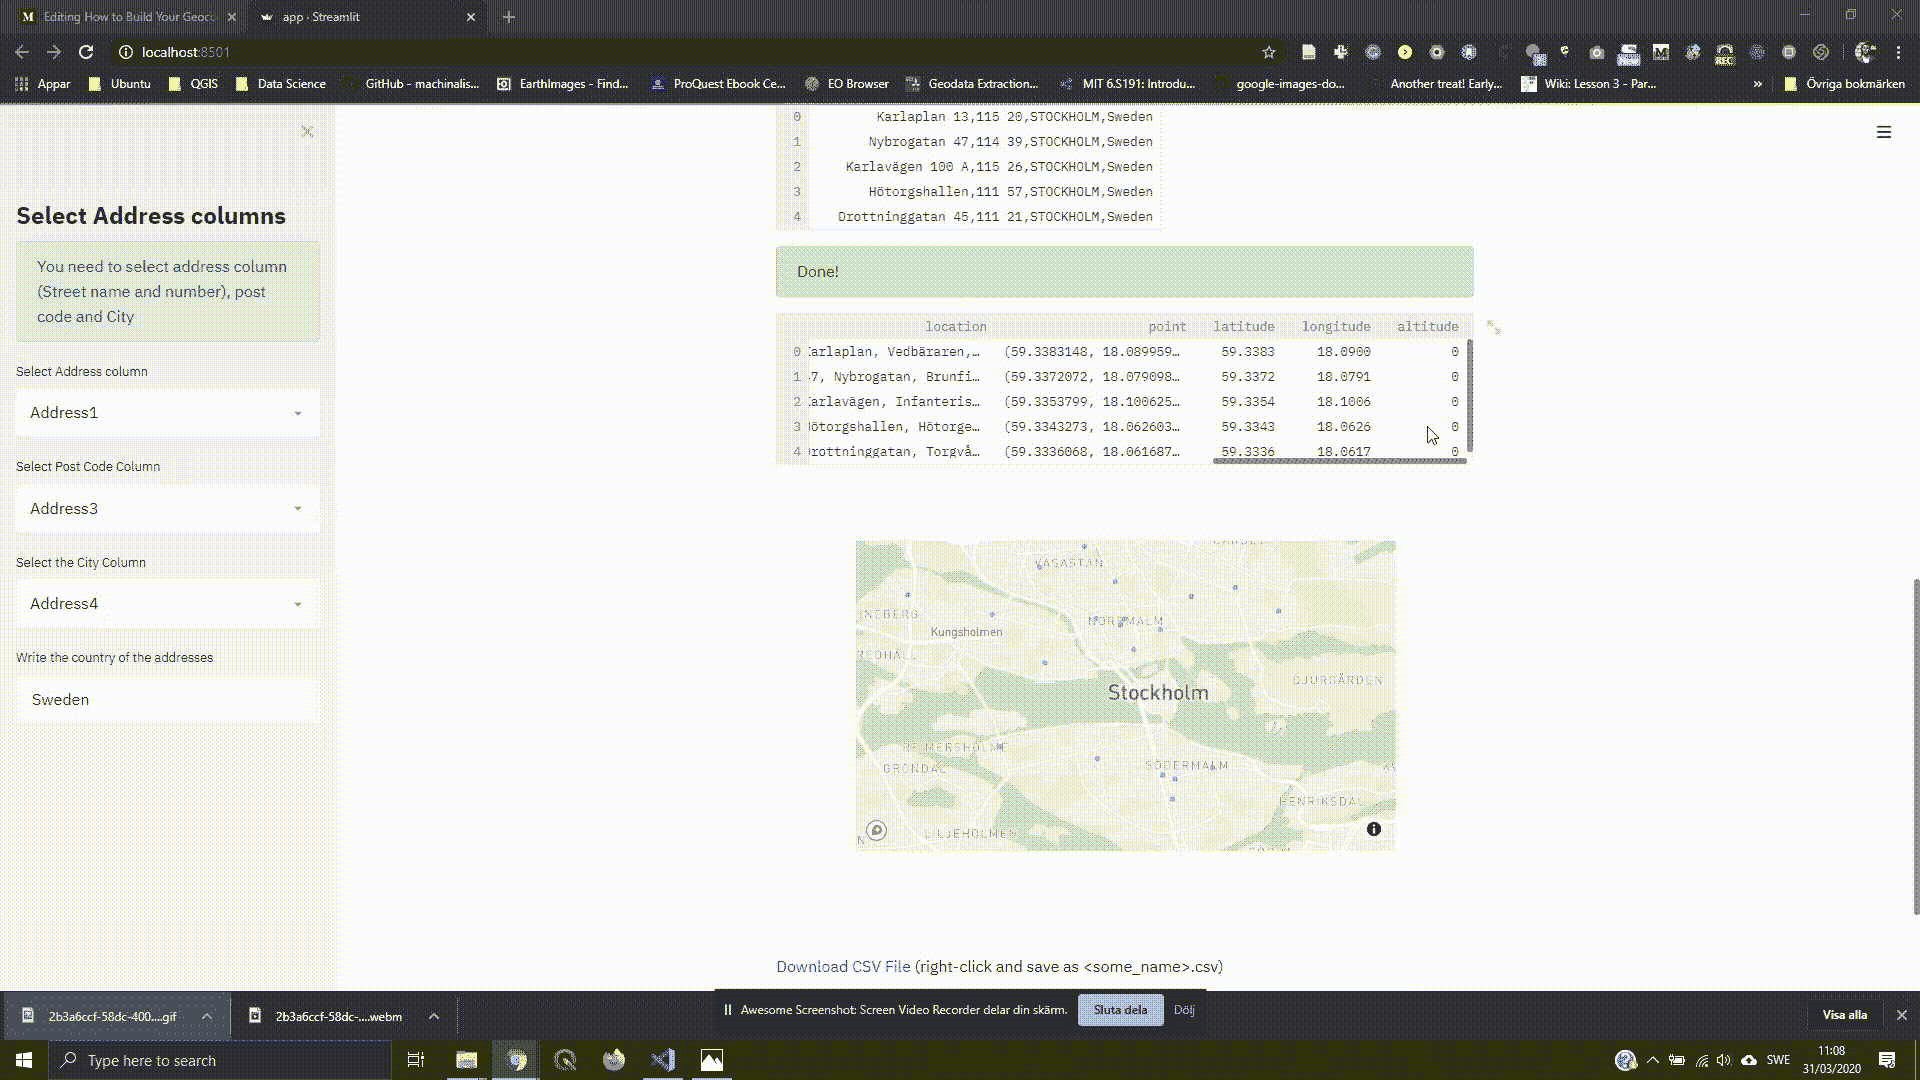 M Editing How to Build Your Geoc
app · Streamlit
localhost:8501
Appar
Ubuntu
QGIS
Data Science
GitHub - machinalis...
EarthImages - Find...
ProQuest Ebook Ce...
EO Browser
Geodata Extraction...
MIT 6.S191: Introdu...
google-images-do...
Another treat! Early...
Wiki: Lesson 3 - Par...
»
Övriga bokmärken
REC
Select Address columns
You need to select address column
(Street name and number), post
code and City
Select Address column
Address1
Select Post Code Column
Address3
Select the City Column
Address4
Write the country of the addresses
Sweden
0 Karlaplan 13,115 20,STOCKHOLM,Sweden
1 Nybrogatan 47,114 39,STOCKHOLM,Sweden
2 Karlavägen 100 A,115 26,STOCKHOLM,Sweden
3 Hötorgshallen,111 57,STOCKHOLM,Sweden
4 Drottninggatan 45,111 21,STOCKHOLM,Sweden
Done!
location point latitude longitude altitude
0 Karlaplan, Vedbäraren,… (59.3383148, 18.089959… 59.3383 18.0900 0
1 47, Nybrogatan, Brunfi… (59.3372072, 18.079098… 59.3372 18.0791 0
2 Karlavägen, Infanteris… (59.3353799, 18.100625… 59.3354 18.1006 0
3 Hötorgshallen, Hötorge… (59.3343273, 18.062603… 59.3343 18.0626 0
4 Drottninggatan, Torgvå… (59.3336068, 18.061687… 59.3336 18.0617 0
VASASTAN
INEBERG
Kungsholmen
NORRMALM
REDHÄLL
DJURGÅRDEN
Stockholm
REIMERSHOLME
GRÖNDAL
SÖDERMALM
HENRIKSDAL
LILJEHOLMEN
Download CSV File (right-click and save as <some_name>.csv)
2b3a6ccf-58dc-400....gif
2b3a6ccf-58dc-....webm
Awesome Screenshot: Screen Video Recorder delar din skärm.
Sluta dela
Dölj
Visa alla
Type here to search
SWE
11:08
31/03/2020